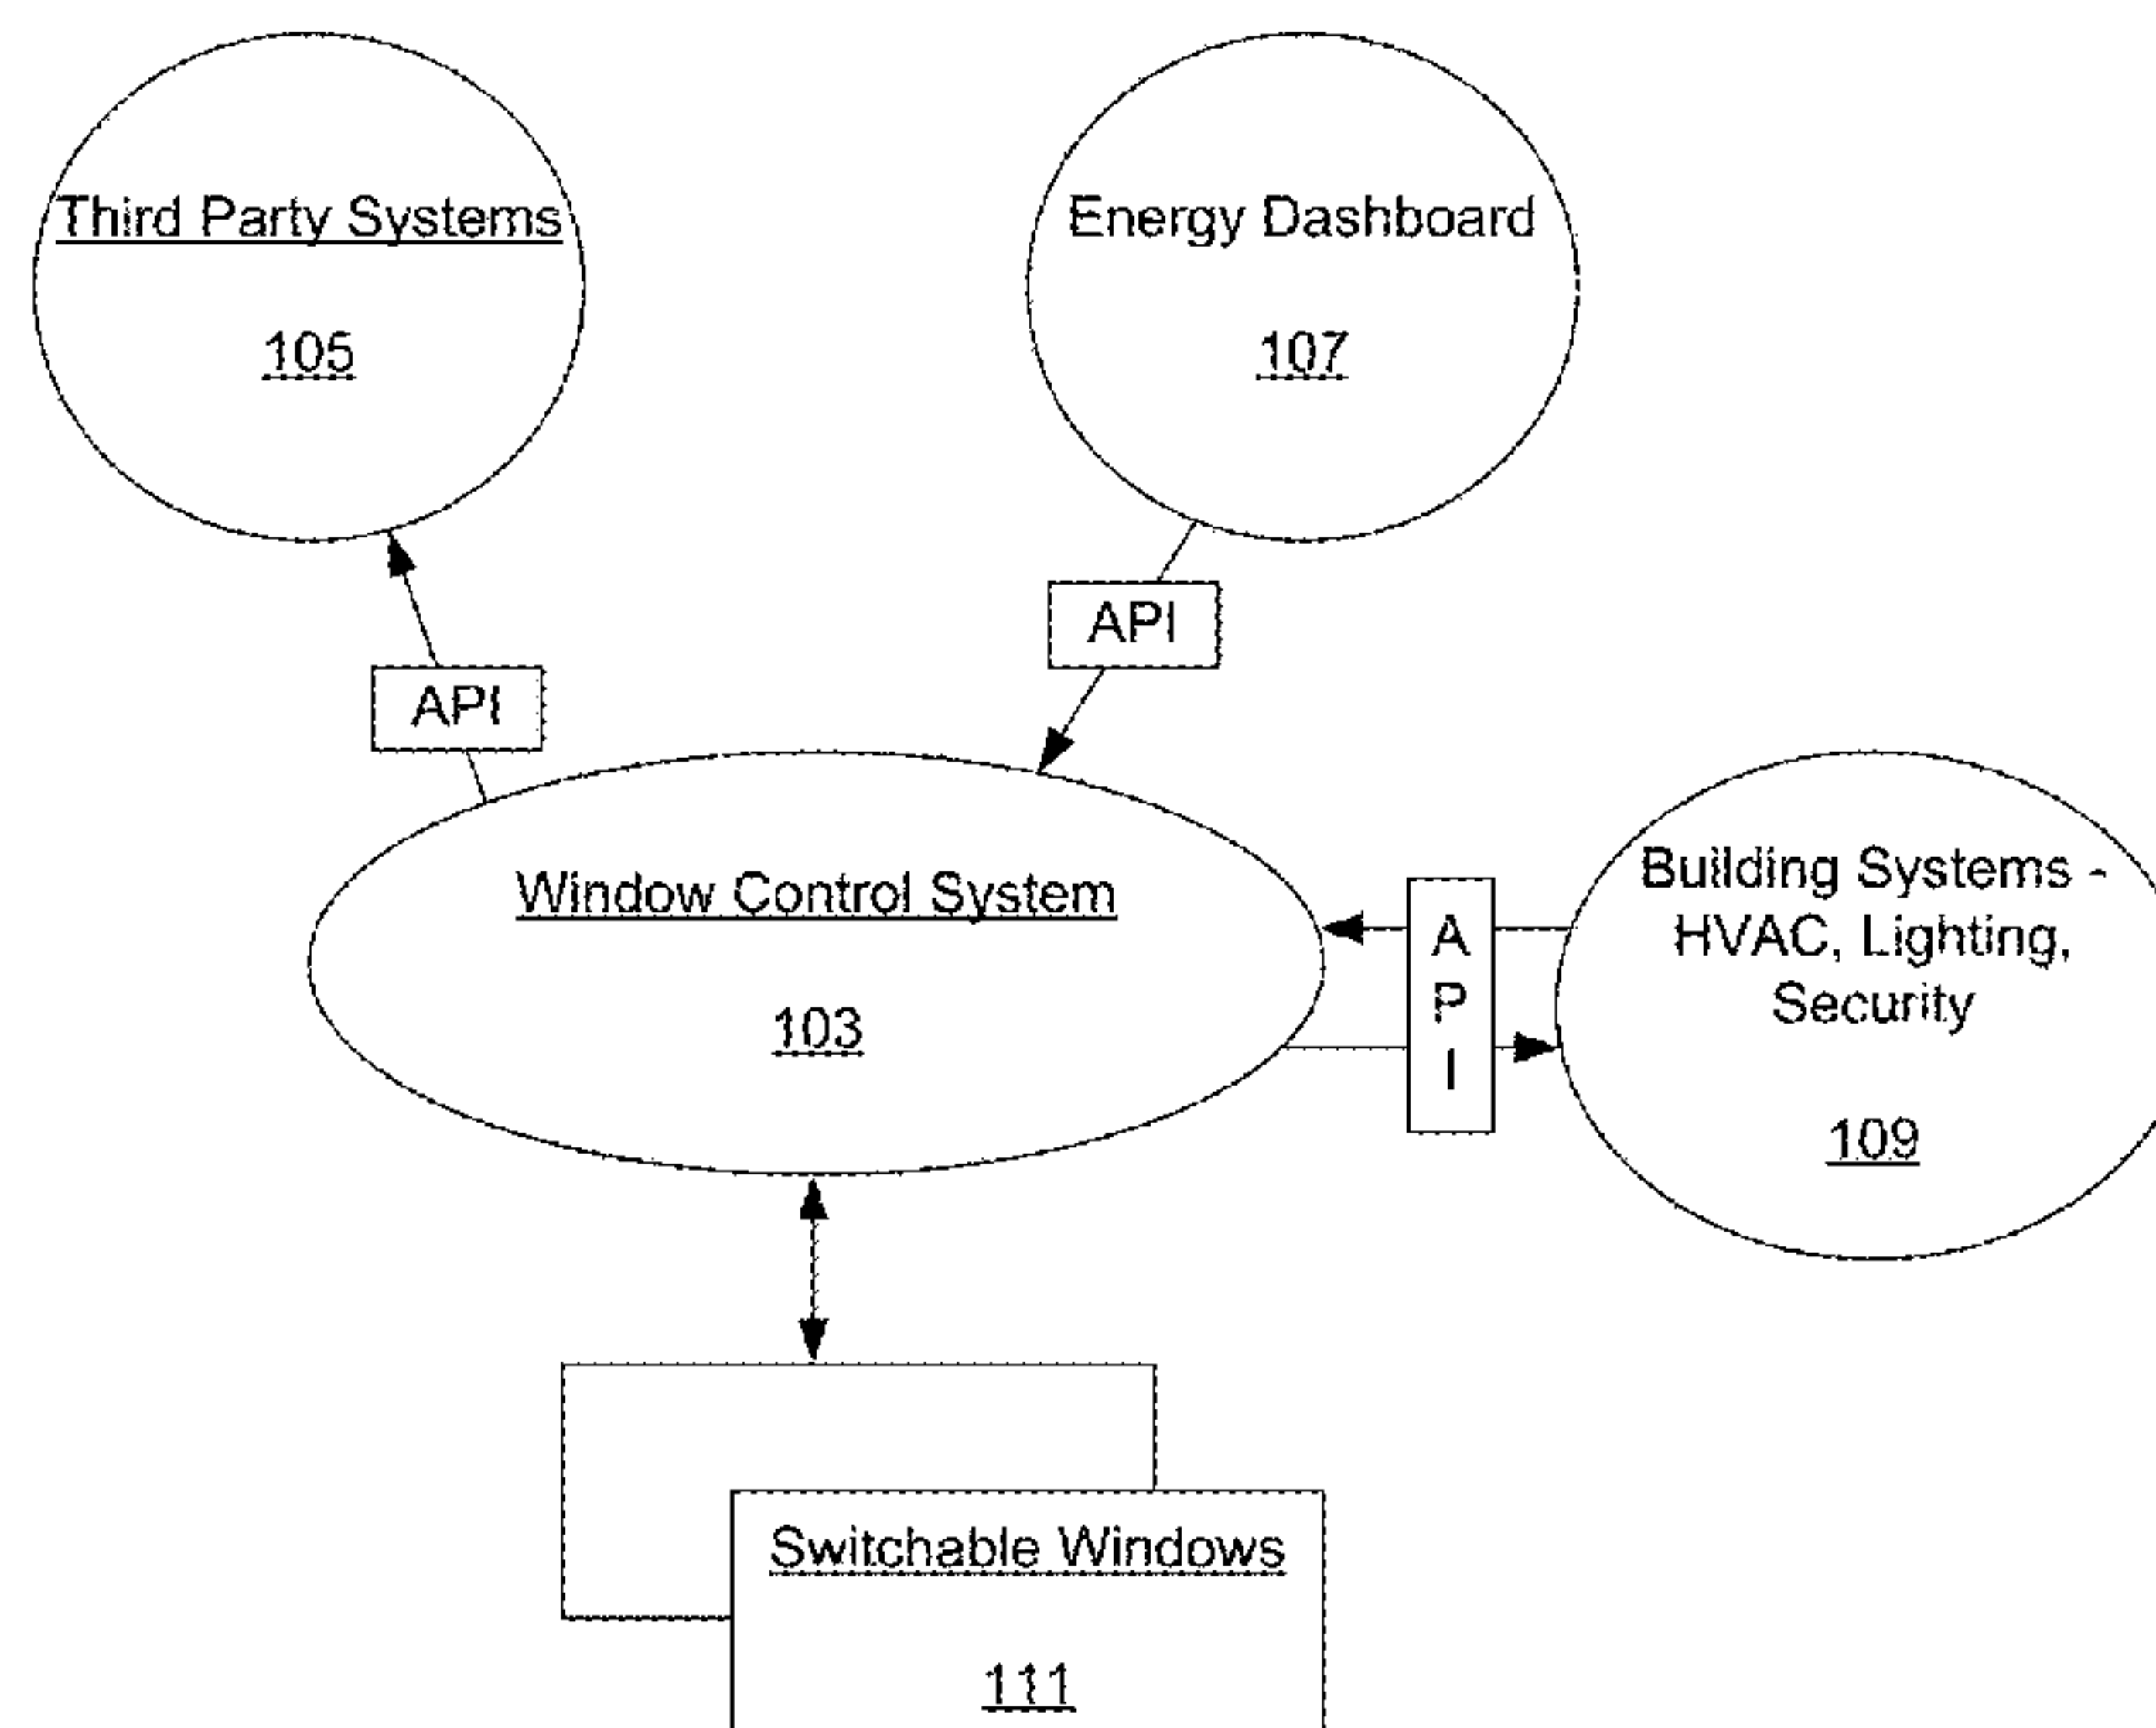 Third Party Systems
105
Energy Dashboard
107
API
API
Window Control System
103
A
P
I
Building Systems -
HVAC, Lighting,
Security
109
Switchable Windows
111